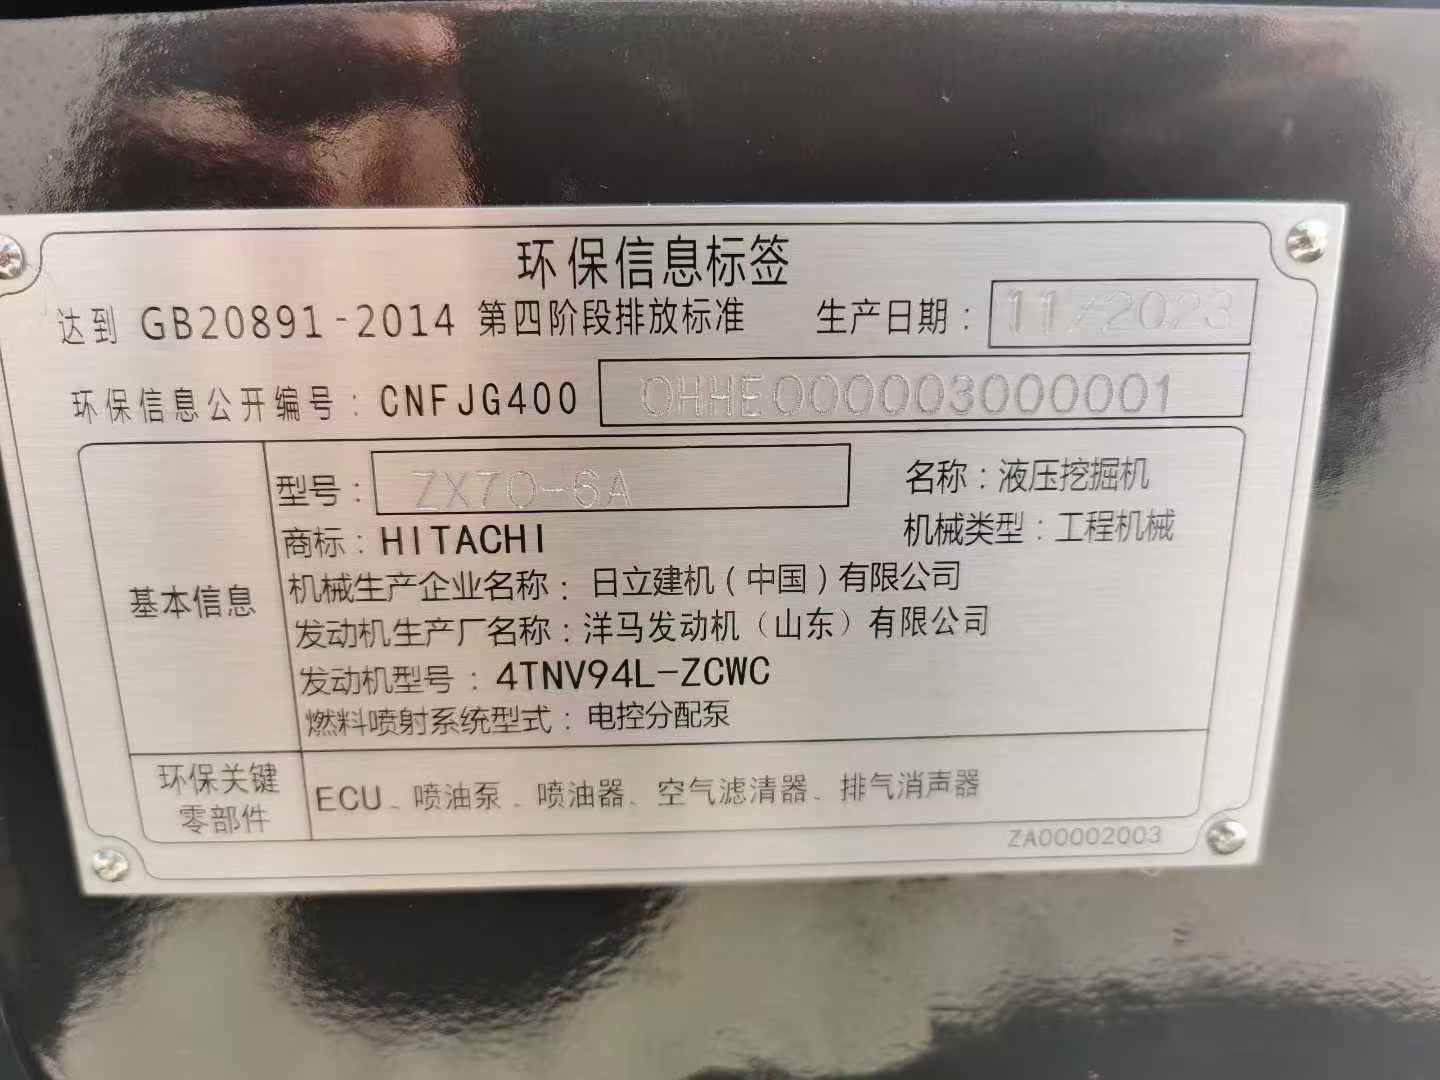 环保信息标签
达到 GB20891-2014 第四阶段排放标准 生产日期：11/2023
环保信息公开编号：CNFJG400 0HHE000003000001
基本信息
型号：ZX70-6A 名称：液压挖掘机
商标：HITACHI 机械类型：工程机械
机械生产企业名称：日立建机（中国）有限公司
发动机生产厂名称：洋马发动机（山东）有限公司
发动机型号：4TNV94L-ZCWC
燃料喷射系统型式：电控分配泵
环保关键
零部件
ECU、喷油泵、喷油器、空气滤清器、排气消声器
ZA00002003